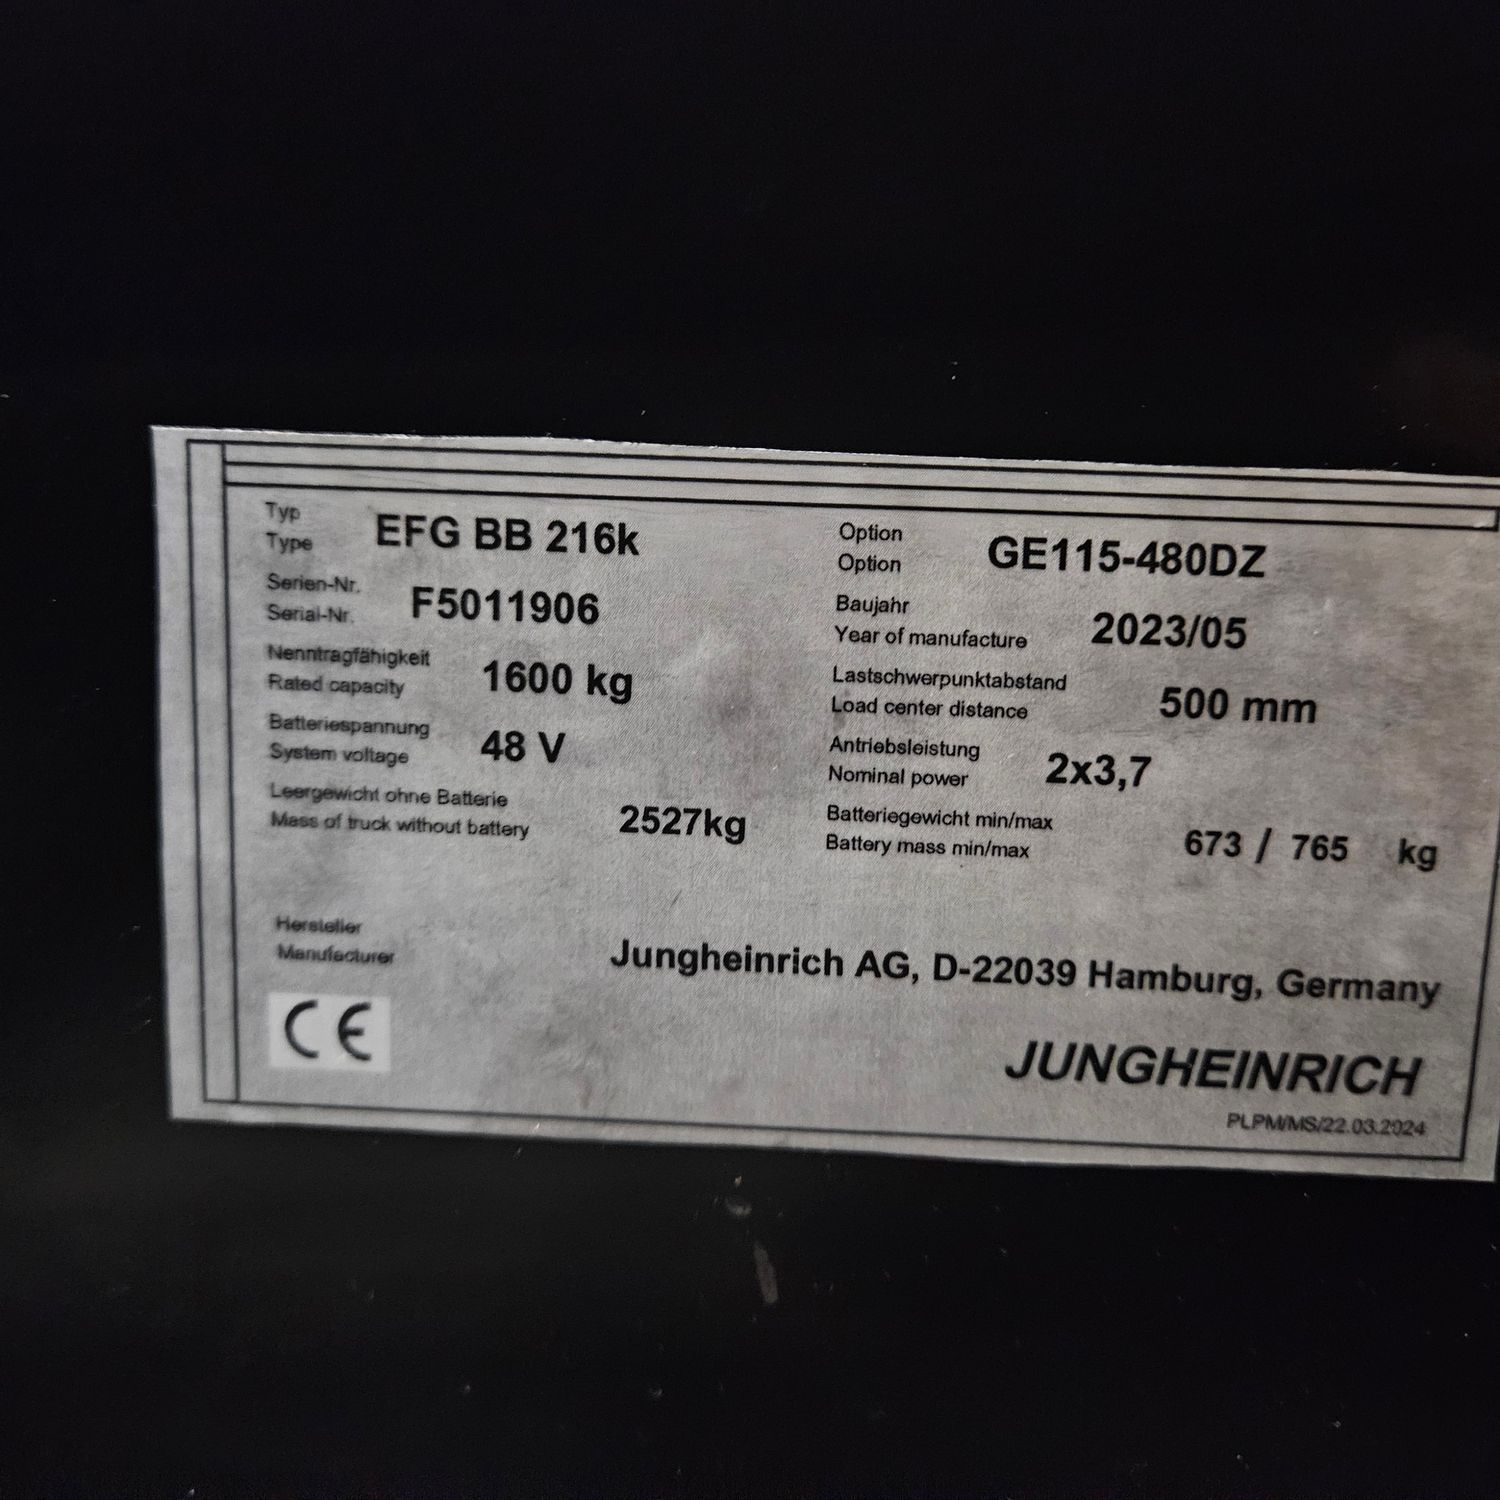 Typ
Type EFG BB 216k
Serien-Nr.
Serial-Nr. F5011906
Nenntragfähigkeit
Rated capacity 1600 kg
Batteriespannung
System voltage 48 V
Leergewicht ohne Batterie
Mass of truck without battery 2527kg
Option
Option GE115-480DZ
Baujahr
Year of manufacture 2023/05
Lastschwerpunktabstand
Load center distance 500 mm
Antriebsleistung
Nominal power 2x3,7
Batteriegewicht min/max
Battery mass min/max 673 / 765 kg
Hersteller
Manufacturer Jungheinrich AG, D-22039 Hamburg, Germany
CE
JUNGHEINRICH
PLPM/MS/22.03.2024